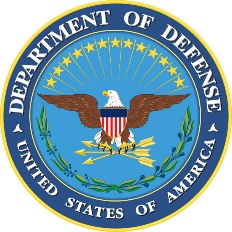 DEPARTMENT OF DEFENSE
UNITED STATES OF AMERICA